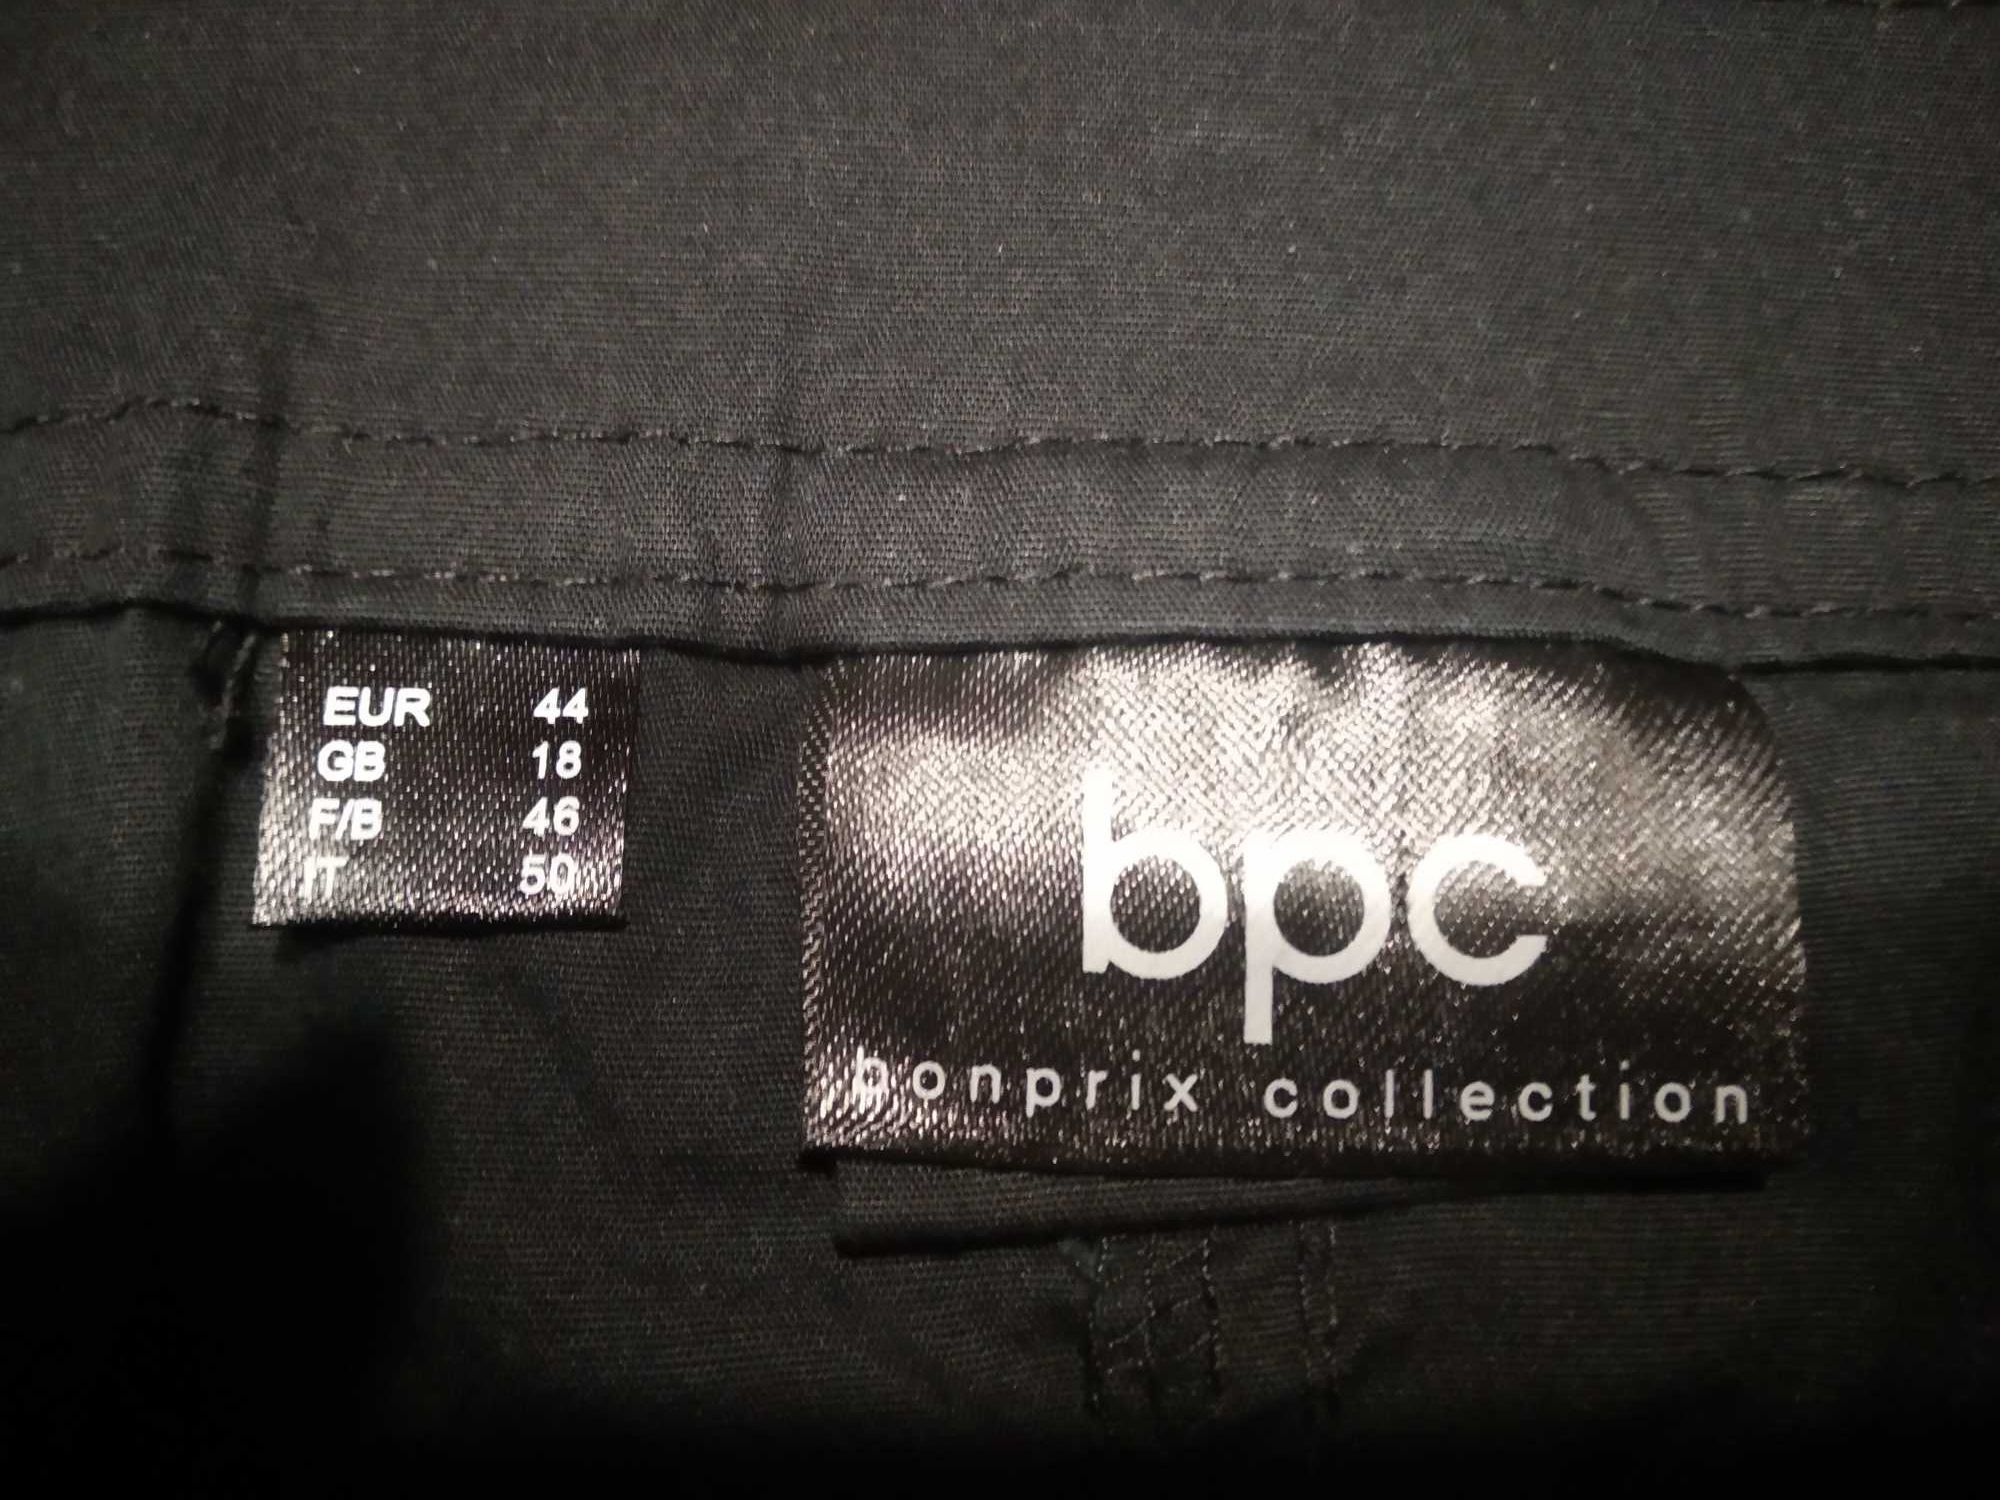 EUR 44
GB 18
F/B 46
IT 50
bpc
bonprix collection